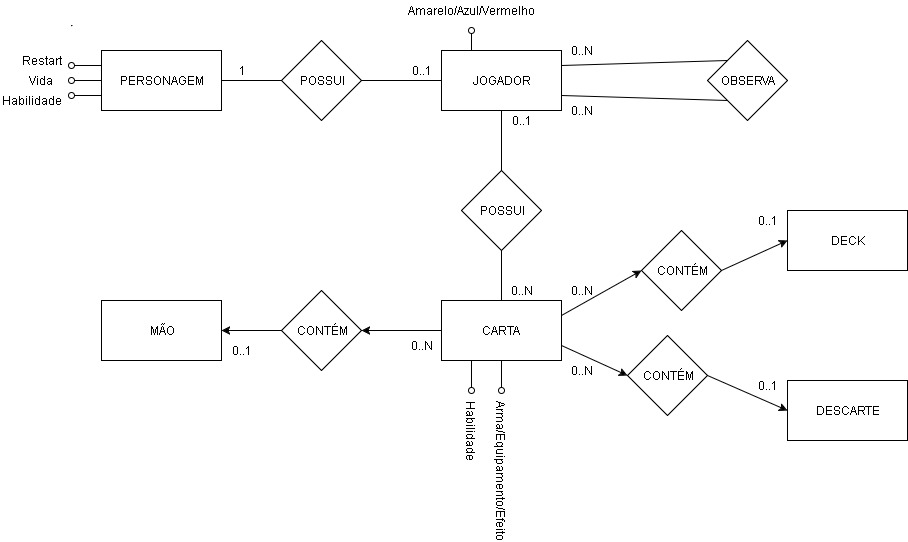 Amarelo/Azul/Vermelho
Restart
Vida
Habilidade
PERSONAGEM
1
POSSUI
0..1
JOGADOR
0..N
0..N
OBSERVA
0..1
POSSUI
0..N
MÃO
0..1
CONTÉM
0..N
CARTA
0..N
CONTÉM
0..1
DECK
0..N
CONTÉM
0..1
DESCARTE
Habilidade
Arma/Equipamento/Efeito